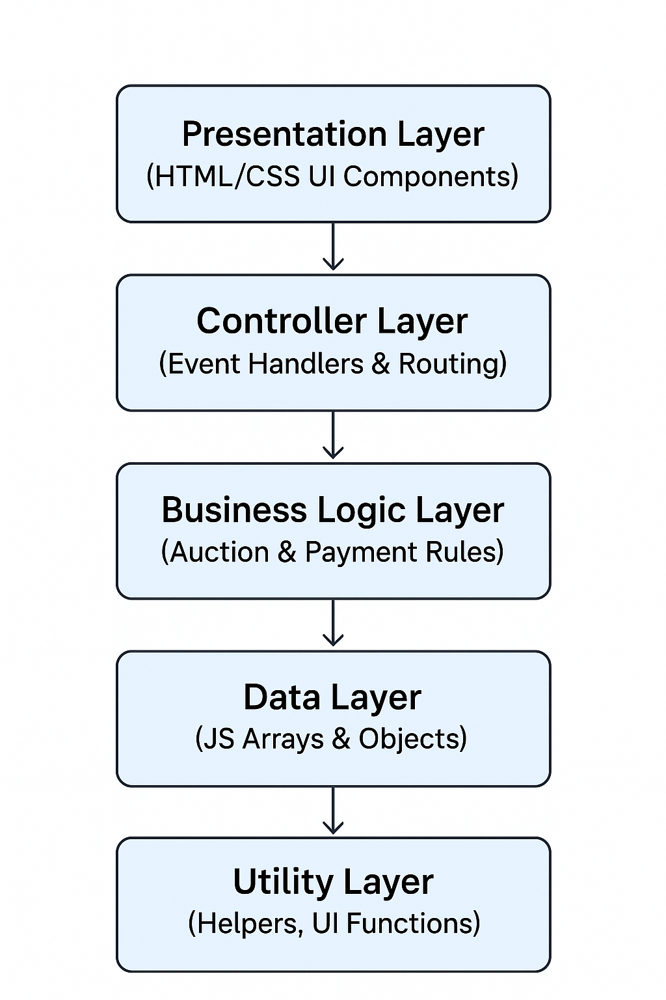 Presentation Layer
(HTML/CSS UI Components)
Controller Layer
(Event Handlers & Routing)
Business Logic Layer
(Auction & Payment Rules)
Data Layer
(JS Arrays & Objects)
Utility Layer
(Helpers, UI Functions)